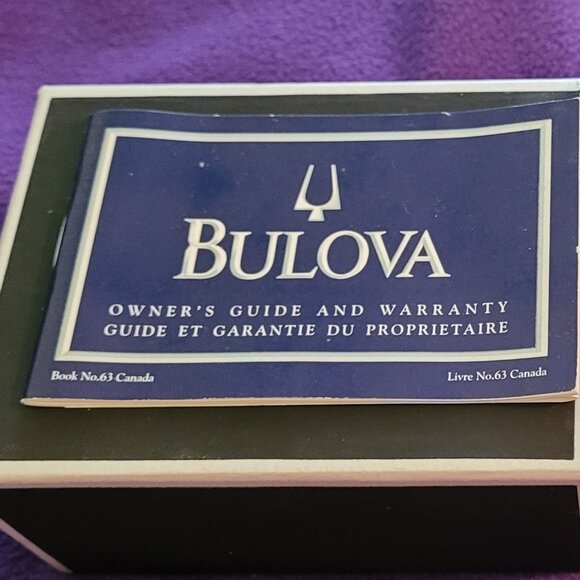 BULOVA
OWNER'S GUIDE AND WARRANTY
GUIDE ET GARANTIE DU PROPRIETAIRE
Book No.63 Canada
Livre No.63 Canada